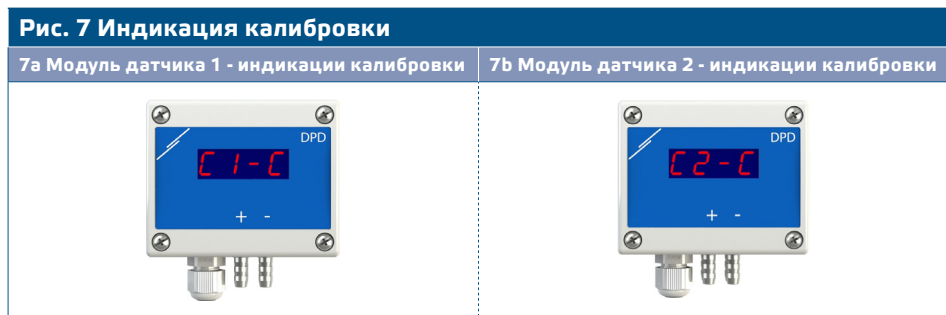 Рис. 7 Индикация калибровки
7a Модуль датчика 1 - индикации калибровки
7b Модуль датчика 2 - индикации калибровки
DPD
C1-C
+ -
DPD
C2-C
+ -